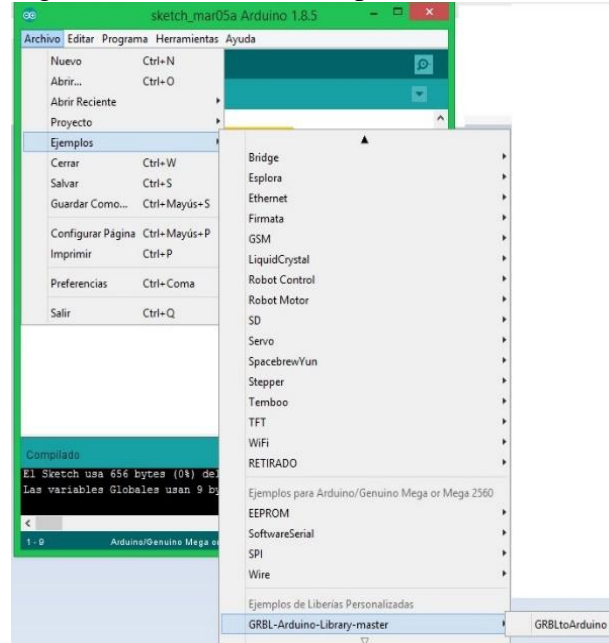 sketch_mar05a Arduino 1.8.5
Archivo Editar Programa Herramientas Ayuda
Nuevo Ctrl+N
Abrir... Ctrl+O
Abrir Reciente
Proyecto
Ejemplos
Cerrar Ctrl+W
Salvar Ctrl+S
Guardar Como... Ctrl+Mayús+S
Configurar Página Ctrl+Mayús+P
Imprimir Ctrl+P
Preferencias Ctrl+Coma
Salir Ctrl+Q
Bridge
Esplora
Ethernet
Firmata
GSM
LiquidCrystal
Robot Control
Robot Motor
SD
Servo
SpacebrewYun
Stepper
Temboo
TFT
WiFi
RETIRADO
Ejemplos para Arduino/Genuino Mega or Mega 2560
EEPROM
SoftwareSerial
SPI
Wire
Ejemplos de Liberías Personalizadas
GRBL-Arduino-Library-master
GRBLtoArduino
Compilado
El Sketch usa 656 bytes (0%) del
Las variables Globales usan 9 by
1 - 9 Arduino/Genuino Mega o